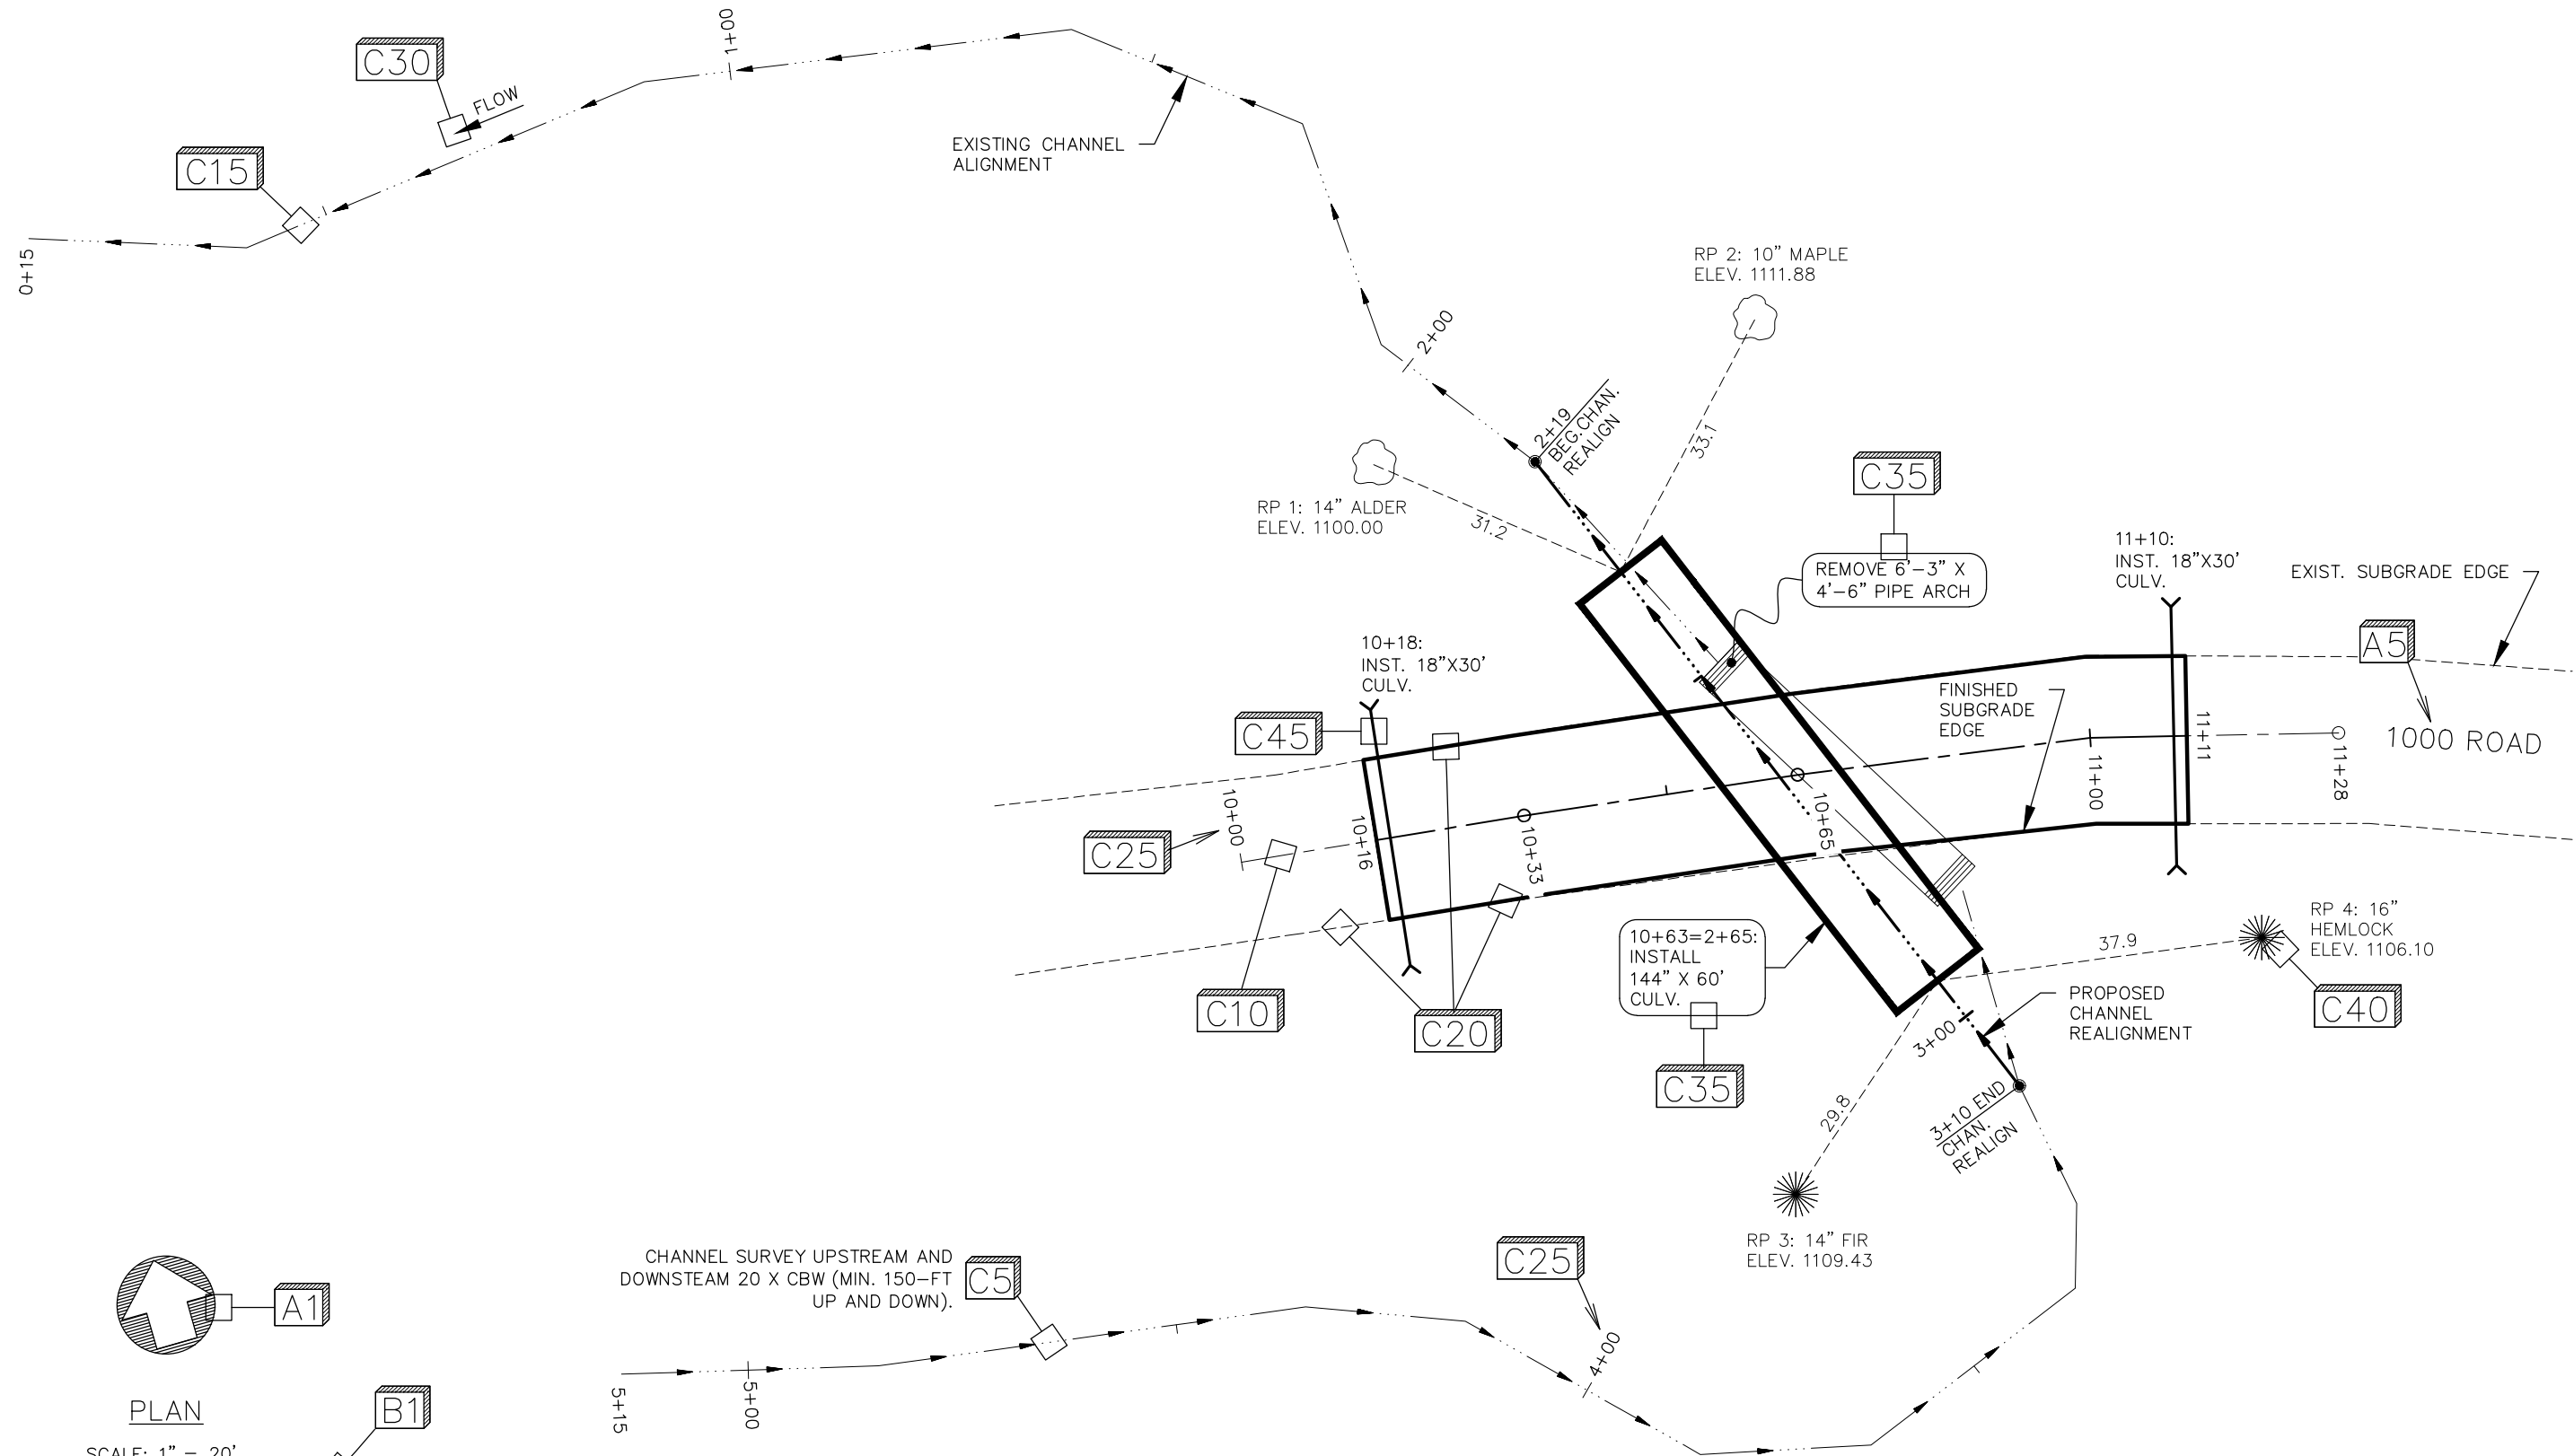 1+00
C30
FLOW
C15
EXISTING CHANNEL
ALIGNMENT
0+15
RP 2: 10" MAPLE
ELEV. 1111.88
2+00
2+19
BEG.CHAN.
REALIGN
33.1
C35
RP 1: 14" ALDER
ELEV. 1100.00
31.2
REMOVE 6'-3" X
4'-6" PIPE ARCH
11+10:
INST. 18"X30'
CULV.
EXIST. SUBGRADE EDGE
A5
10+18:
INST. 18"X30'
CULV.
FINISHED
SUBGRADE
EDGE
C45
11+11
1000 ROAD
11+28
11+00
10+00
C25
10+16
10+33
10+65
RP 4: 16"
HEMLOCK
ELEV. 1106.10
37.9
10+63=2+65:
INSTALL
144" X 60'
CULV.
C10
C20
C40
PROPOSED
CHANNEL
REALIGNMENT
3+00
C35
3+10 END
CHAN.
REALIGN
29.8
RP 3: 14" FIR
ELEV. 1109.43
CHANNEL SURVEY UPSTREAM AND
DOWNSTEAM 20 X CBW (MIN. 150-FT
UP AND DOWN).
C5
C25
A1
4+00
5+15
5+00
PLAN
B1
SCALE: 1" = 20'